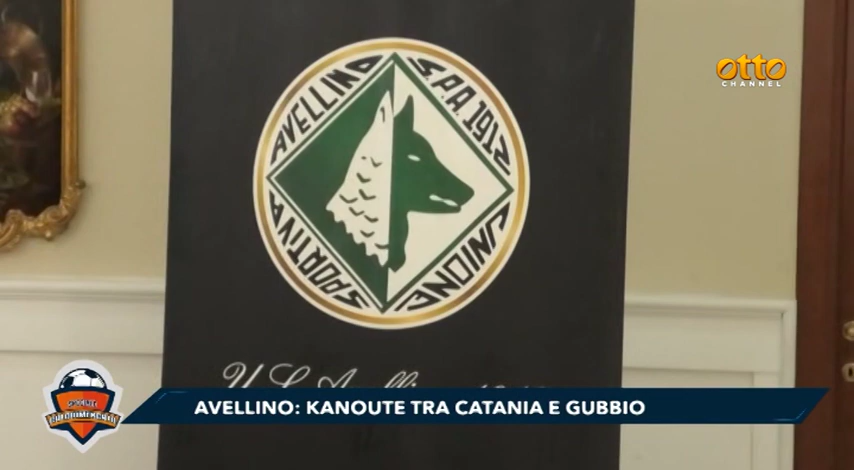 otto
CHANNEL
AVELLINO
S.P.A. 1912
UNIONE
SPORTIVA
AVELLINO: KANOUTE TRA CATANIA E GUBBIO